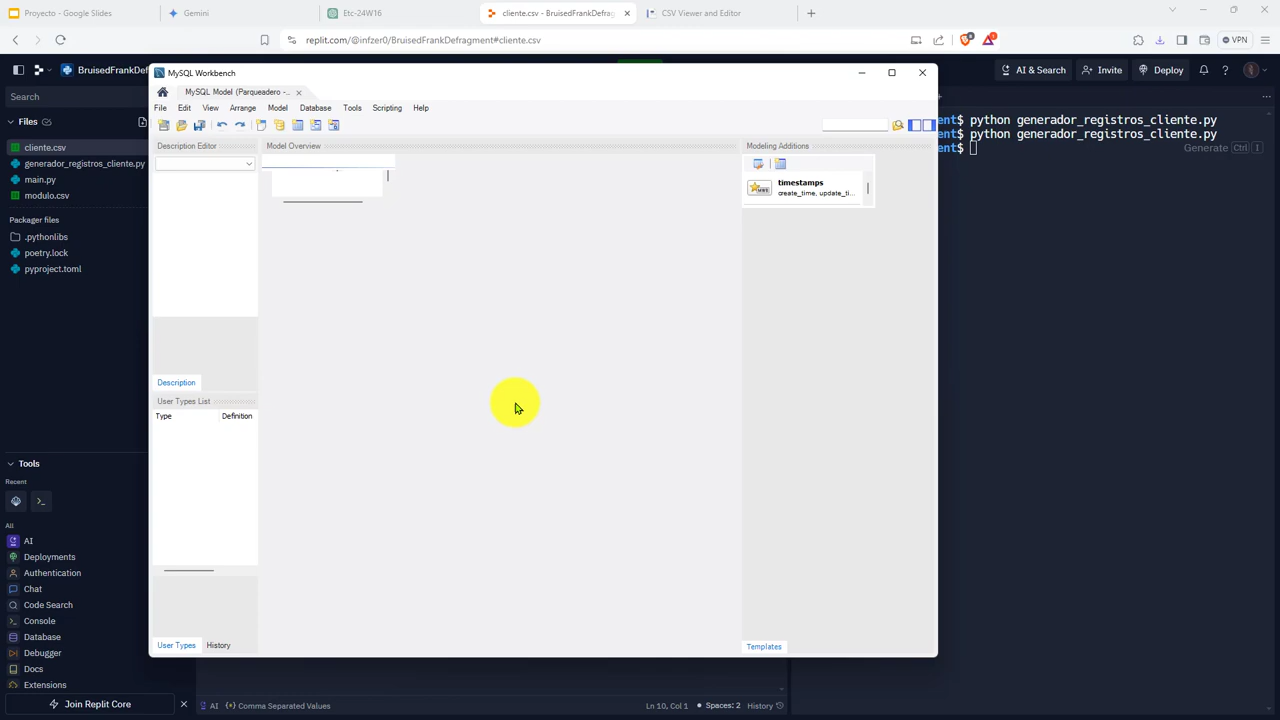 Proyecto - Google Slides
Gemini
Etc-24W16
cliente.csv - BruisedFrankDefrag
CSV Viewer and Editor
replit.com/@infzer0/BruisedFrankDefragment#cliente.csv
VPN
BruisedFrankDef
AI & Search
Invite
Deploy
Search
Files
cliente.csv
generador_registros_cliente.py
main.py
modulo.csv
Packager files
.pythonlibs
poetry.lock
pyproject.toml
Tools
Recent
All
AI
Deployments
Authentication
Chat
Code Search
Console
Database
Debugger
Docs
Extensions
Join Replit Core
MySQL Workbench
MySQL Model (Parqueadero -...
File Edit View Arrange Model Database Tools Scripting Help
Description Editor
Model Overview
Modeling Additions
timestamps
create_time, update_ti...
Description
User Types List
Type Definition
User Types History
Templates
ent$ python generador_registros_cliente.py
ent$ python generador_registros_cliente.py
ent$
Generate Ctrl I
AI Comma Separated Values
Ln 10, Col 1
Spaces: 2
History